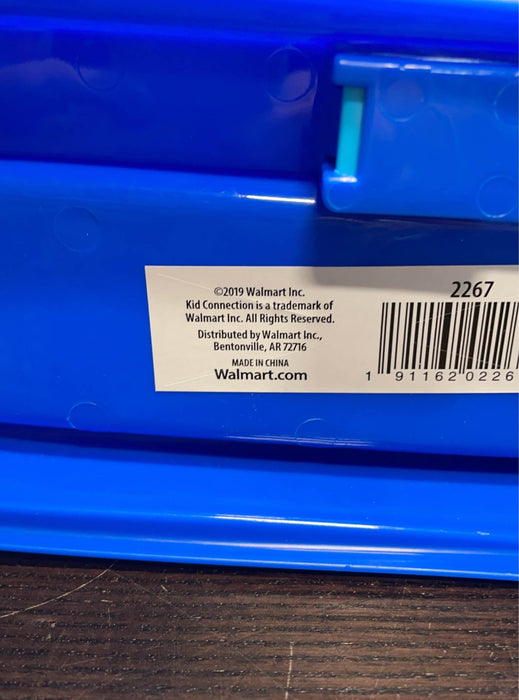 ©2019 Walmart Inc.
Kid Connection is a trademark of
Walmart Inc. All Rights Reserved.
Distributed by Walmart Inc.,
Bentonville, AR 72716
MADE IN CHINA
Walmart.com
2267
1 91162 0226